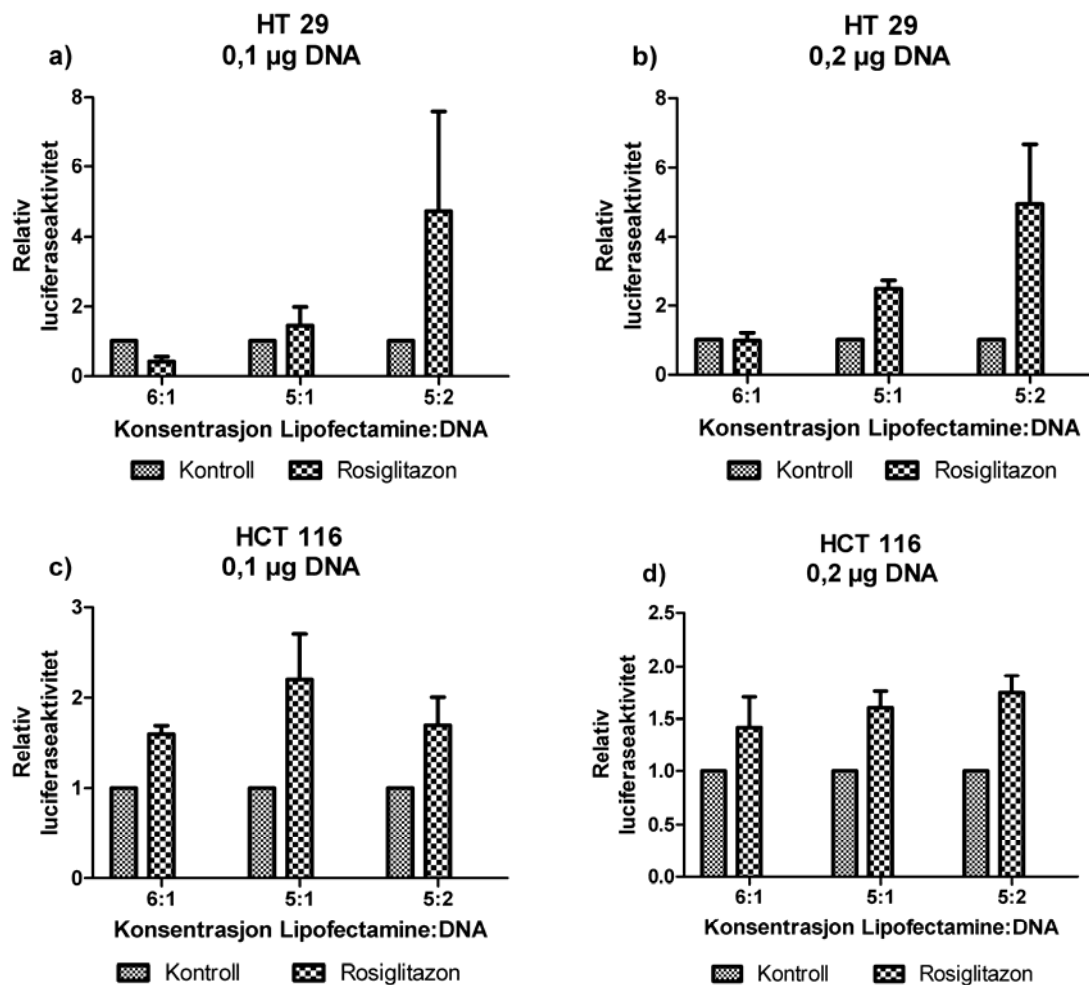 HT 29
0,1 µg DNA
a)
8
6
4
2
0
Relativ
luciferaseaktivitet
6:1 5:1 5:2
Konsentrasjon Lipofectamine:DNA
Kontroll Rosiglitazon
HT 29
0,2 µg DNA
b)
8
6
4
2
0
Relativ
luciferaseaktivitet
6:1 5:1 5:2
Konsentrasjon Lipofectamine:DNA
Kontroll Rosiglitazon
HCT 116
0,1 µg DNA
c)
3
2
1
0
Relativ
luciferaseaktivitet
6:1 5:1 5:2
Konsentrasjon Lipofectamine:DNA
Kontroll Rosiglitazon
HCT 116
0,2 µg DNA
d)
2.5
2.0
1.5
1.0
0.5
0.0
Relativ
luciferaseaktivitet
6:1 5:1 5:2
Konsentrasjon Lipofectamine:DNA
Kontroll Rosiglitazon